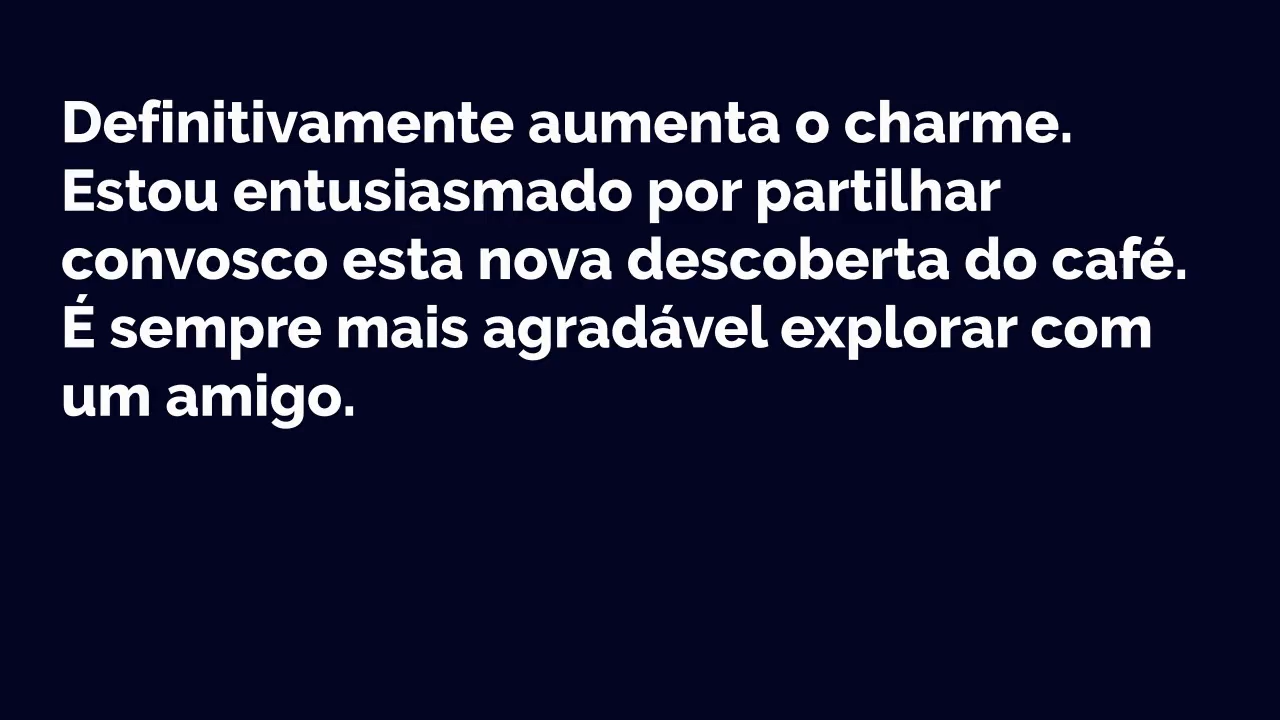 Definitivamente aumenta o charme.
Estou entusiasmado por partilhar
convosco esta nova descoberta do café.
É sempre mais agradável explorar com
um amigo.